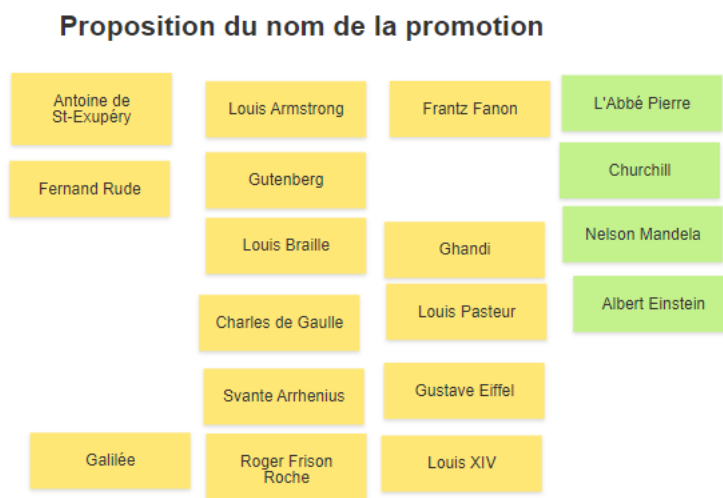 Proposition du nom de la promotion
Antoine de
St-Exupéry
Louis Armstrong
Frantz Fanon
L'Abbé Pierre
Fernand Rude
Gutenberg
Churchill
Louis Braille
Ghandi
Nelson Mandela
Charles de Gaulle
Louis Pasteur
Albert Einstein
Svante Arrhenius
Gustave Eiffel
Galilée
Roger Frison
Roche
Louis XIV